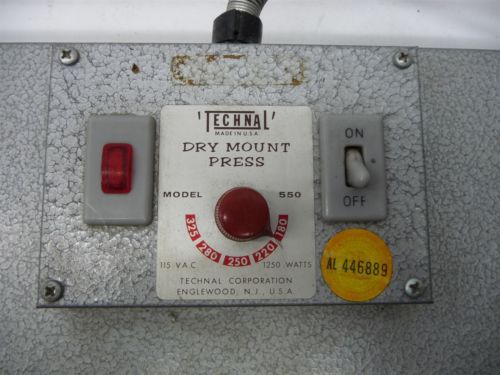 TECHNAL
MADE IN U.S.A.
DRY MOUNT
PRESS
MODEL 550
325 280 250 220 180
115 V.A.C. 1250 WATTS
TECHNAL CORPORATION
ENGLEWOOD, N.J., U.S.A.
ON
OFF
AL 446889